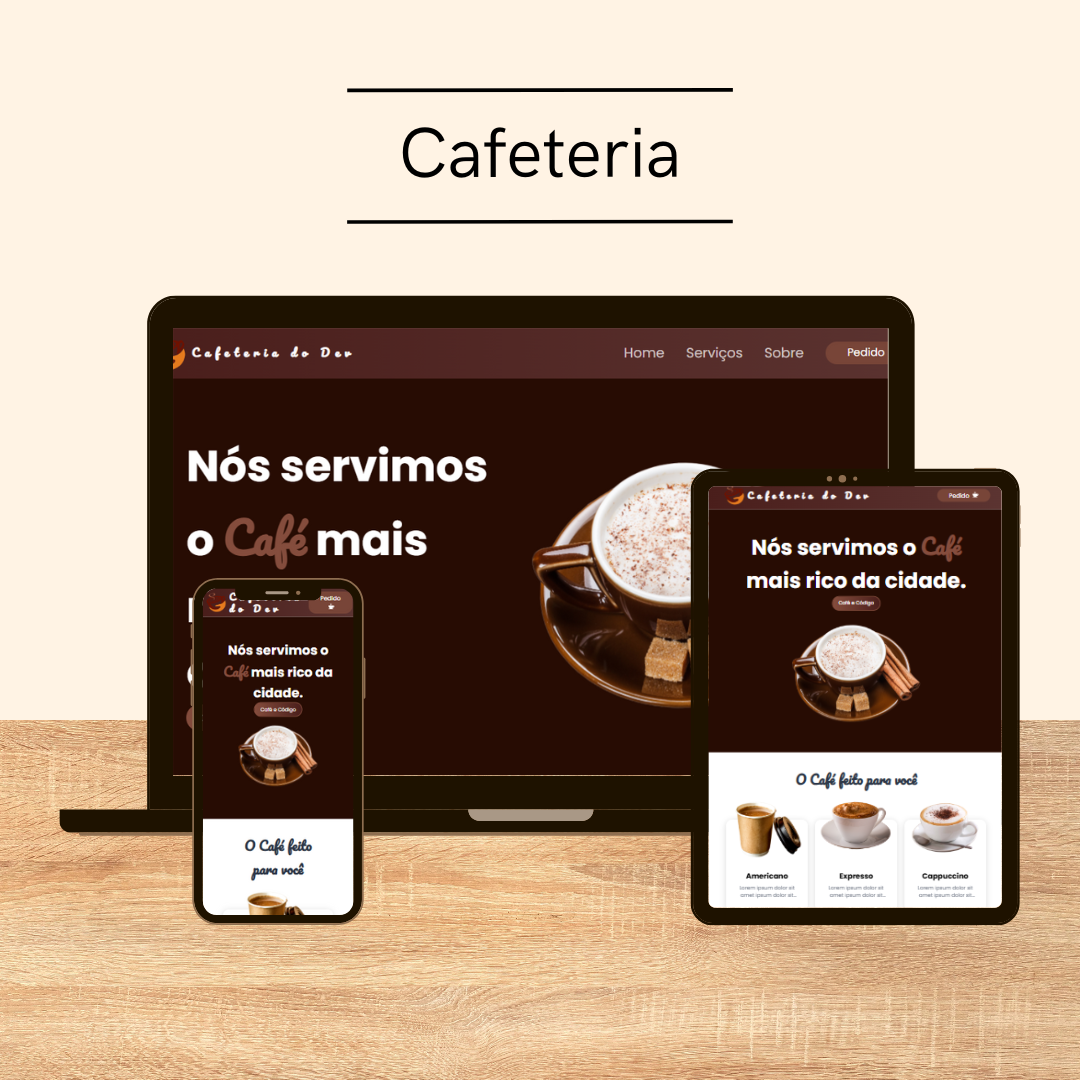 Cafeteria
Cafeteria do Dev
Home
Serviços
Sobre
Pedido
Nós servimos
o Café mais
Cafeteria do Dev
Pedido
Nós servimos o Café
mais rico da cidade.
Café e Código
O Café feito para você
Americano
Expresso
Cappuccino
Lorem ipsum dolor sit
amet ipsum dolor sit...
Lorem ipsum dolor sit
amet ipsum dolor sit...
Lorem ipsum dolor sit
amet ipsum dolor sit...
do Dev
Pedido
Nós servimos o
Café mais rico da
cidade.
Café e Código
O Café feito
para você